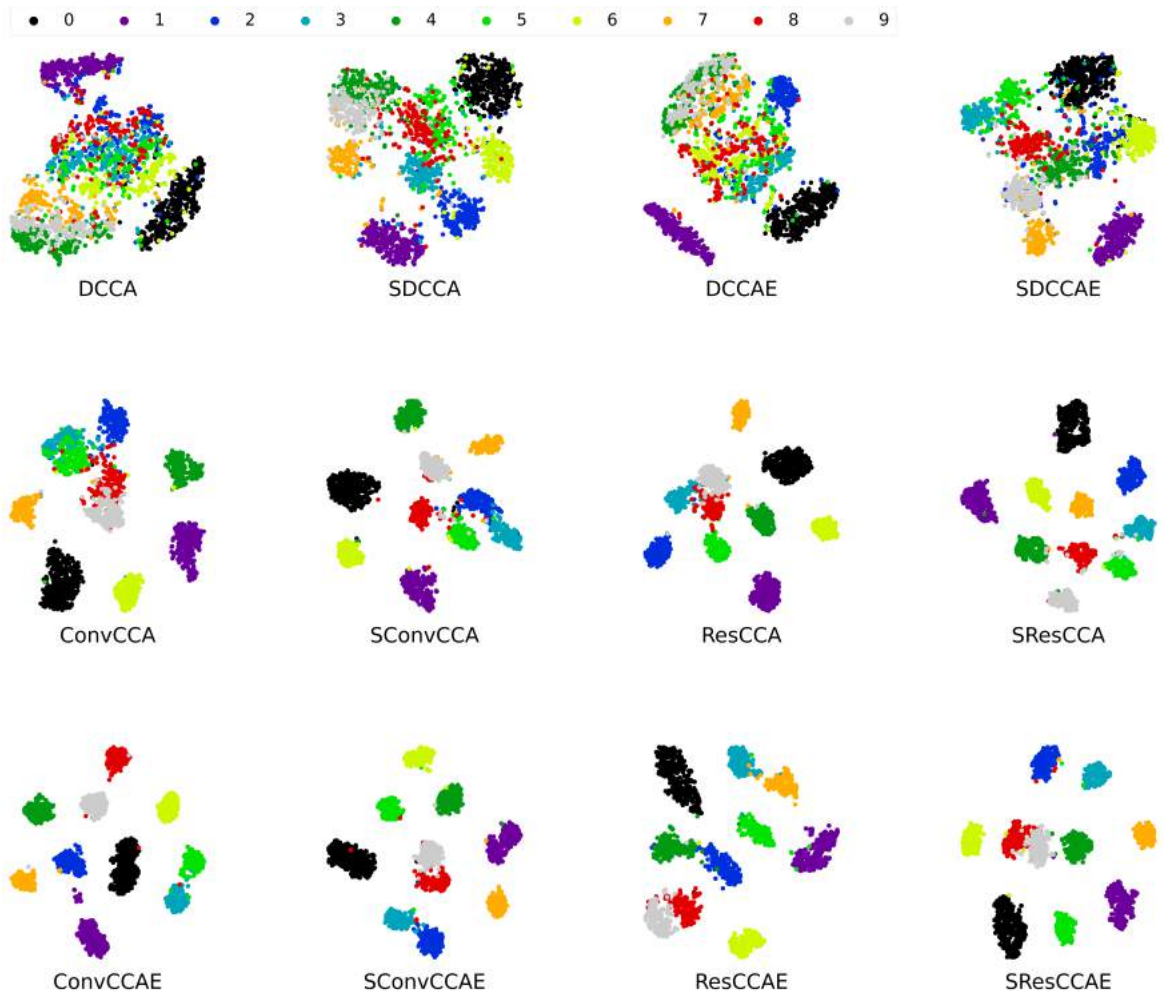 0 1 2 3 4 5 6 7 8 9
DCCA SDCCA DCCAE SDCCAE
ConvCCA SConvCCA ResCCA SResCCA
ConvCCAE SConvCCAE ResCCAE SResCCAE